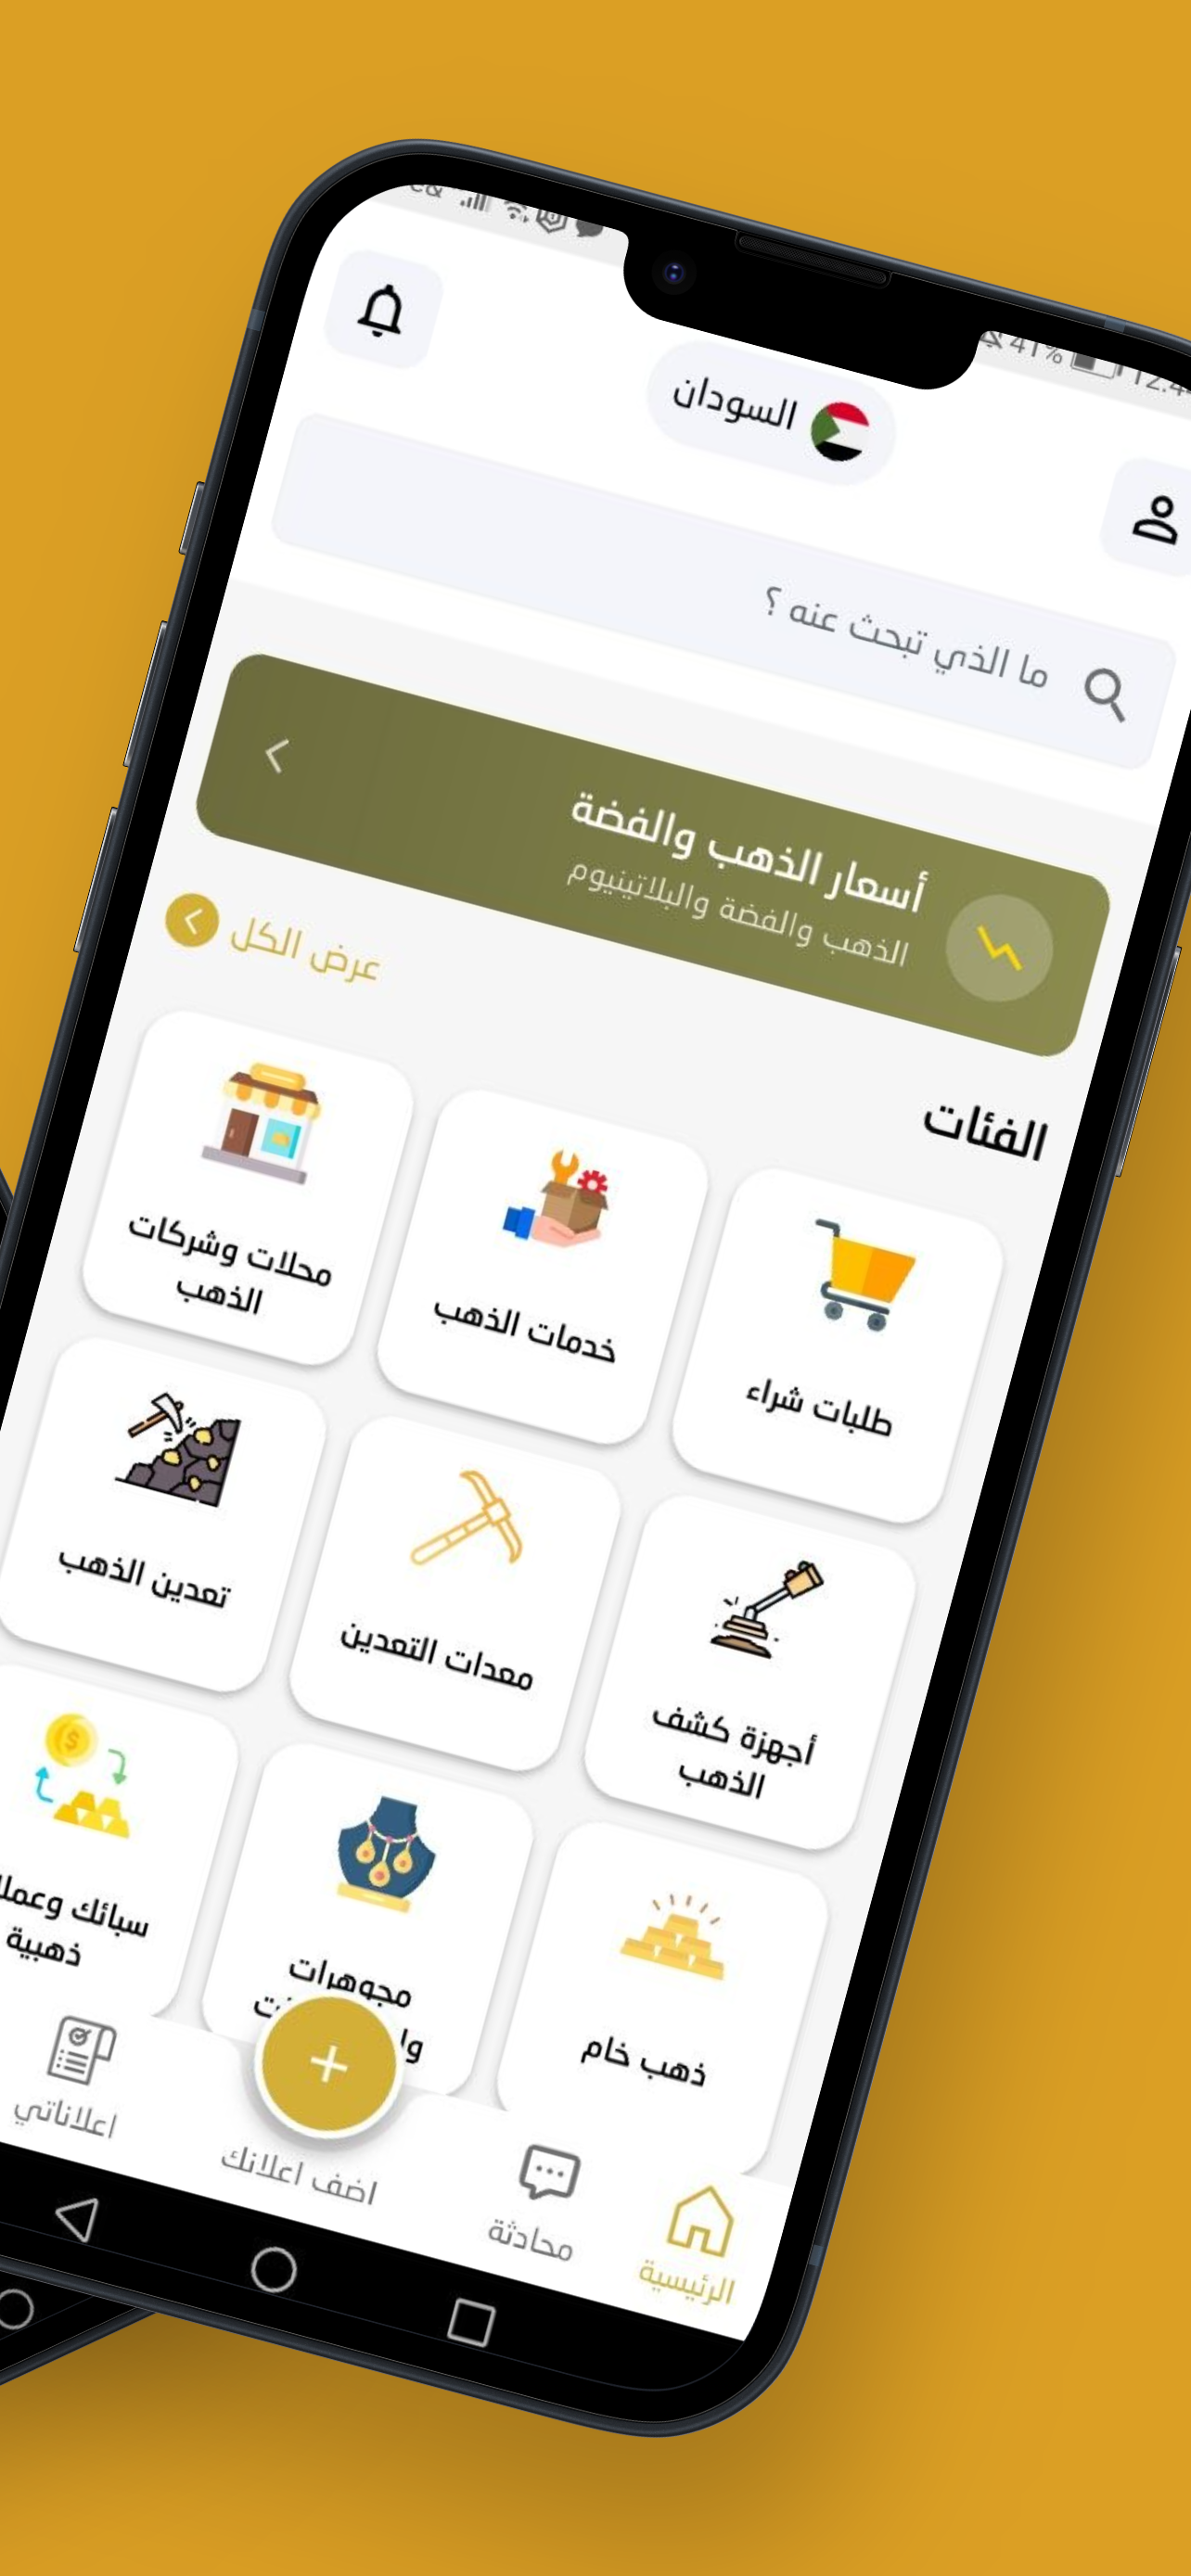 41%
السودان
ما الذي تبحث عنه ؟
أسعار الذهب والفضة
الذهب والفضة والبلاتينيوم
الفئات
عرض الكل
طلبات شراء
خدمات الذهب
محلات وشركات
الذهب
أجهزة كشف
الذهب
معدات التعدين
تعدين الذهب
ذهب خام
مجوهرات
سبائك
ذهبية
الرئيسية
محادثة
اضف اعلانك
اعلاناتي